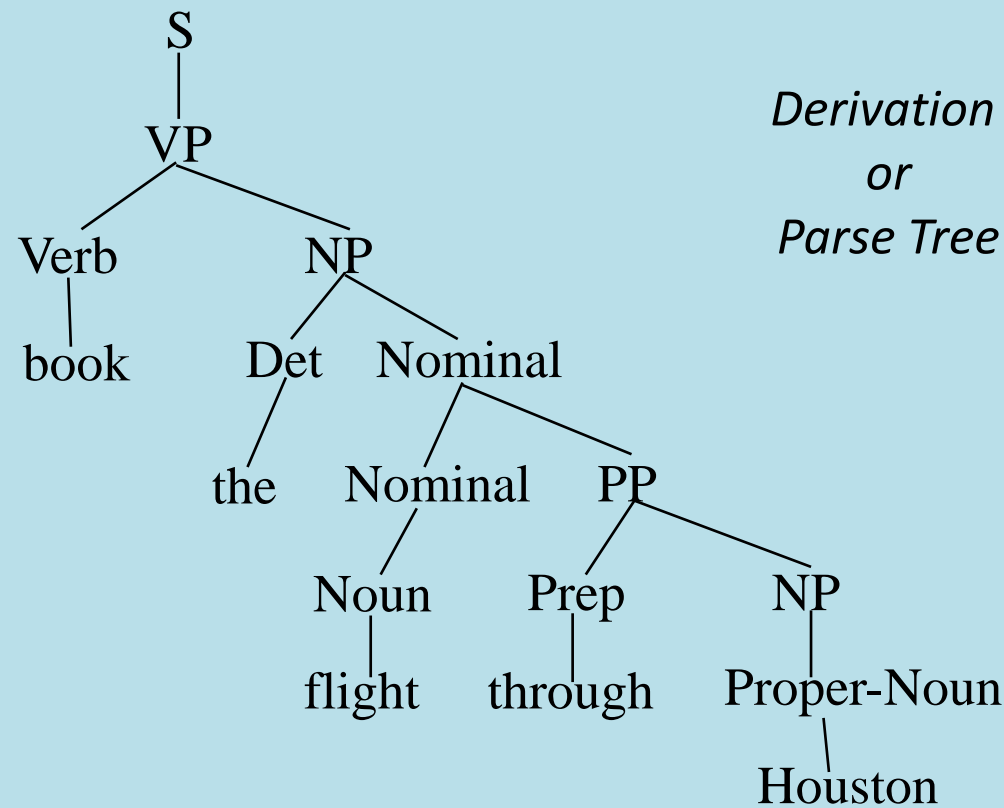 S
Derivation
or
VP
Parse Tree
Verb NP
book Det Nominal
the Nominal PP
Noun Prep NP
flight through Proper-Noun
Houston